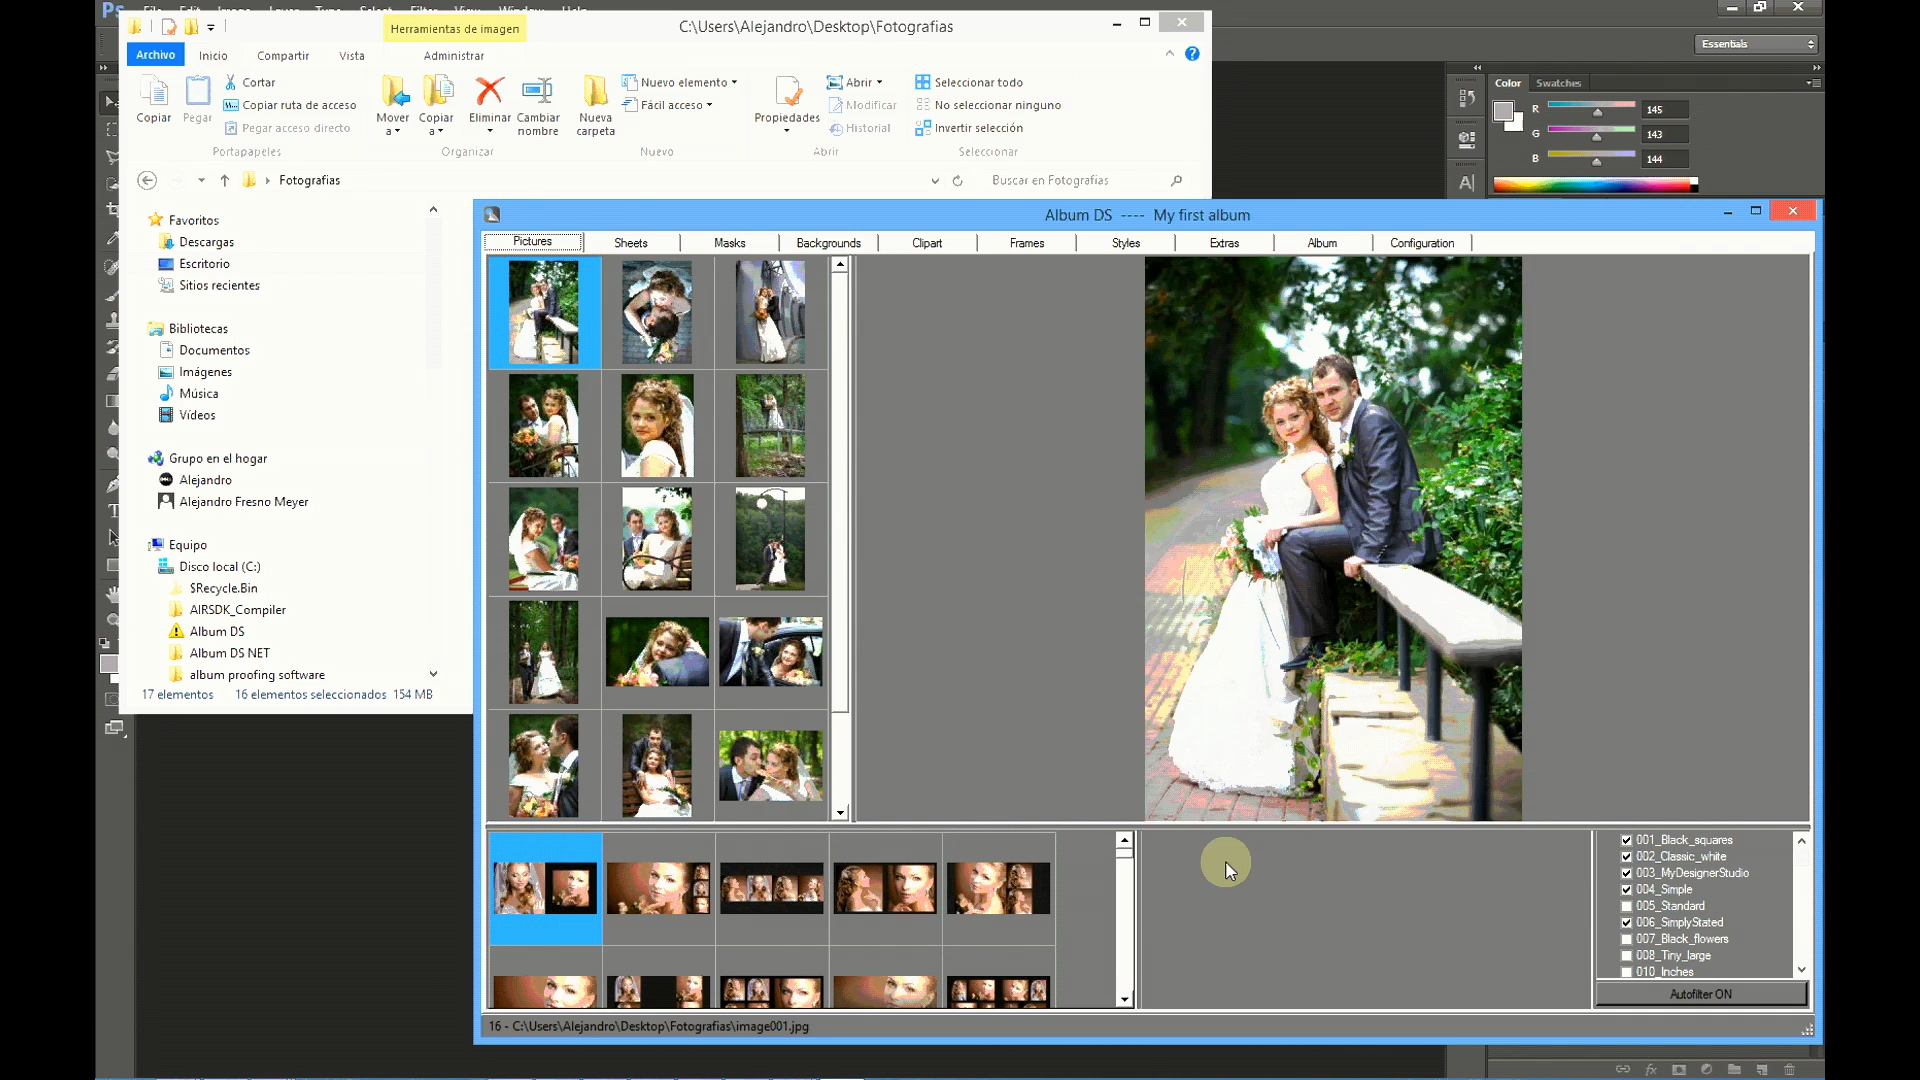 Ps File Edit Image Layer Type Select Filter View Window Help
Herramientas de imagen
C:\Users\Alejandro\Desktop\Fotografias
Essentials
Archivo Inicio Compartir Vista Administrar
Copiar
Pegar
Cortar
Copiar ruta de acceso
Pegar acceso directo
Portapapeles
Mover a
Copiar a
Eliminar
Cambiar nombre
Organizar
Nueva carpeta
Nuevo elemento
Fácil acceso
Nuevo
Propiedades
Abrir
Modificar
Historial
Abrir
Seleccionar todo
No seleccionar ninguno
Invertir selección
Seleccionar
Color Swatches
R 145
G 143
B 144
Fotografias
Buscar en Fotografias
Favoritos
Descargas
Escritorio
Sitios recientes
Bibliotecas
Documentos
Imágenes
Música
Vídeos
Grupo en el hogar
Alejandro
Alejandro Fresno Meyer
Equipo
Disco local (C:)
$Recycle.Bin
AIRSDK_Compiler
Album DS
Album DS NET
album proofing software
17 elementos 16 elementos seleccionados 154 MB
Album DS ---- My first album
Pictures Sheets Masks Backgrounds Clipart Frames Styles Extras Album Configuration
001_Black_squares
002_Classic_white
003_MyDesignerStudio
004_Simple
005_Standard
006_SimplyStated
007_Black_flowers
008_Tiny_large
010_Inches
Autofilter ON
16 - C:\Users\Alejandro\Desktop\Fotografias\image001.jpg